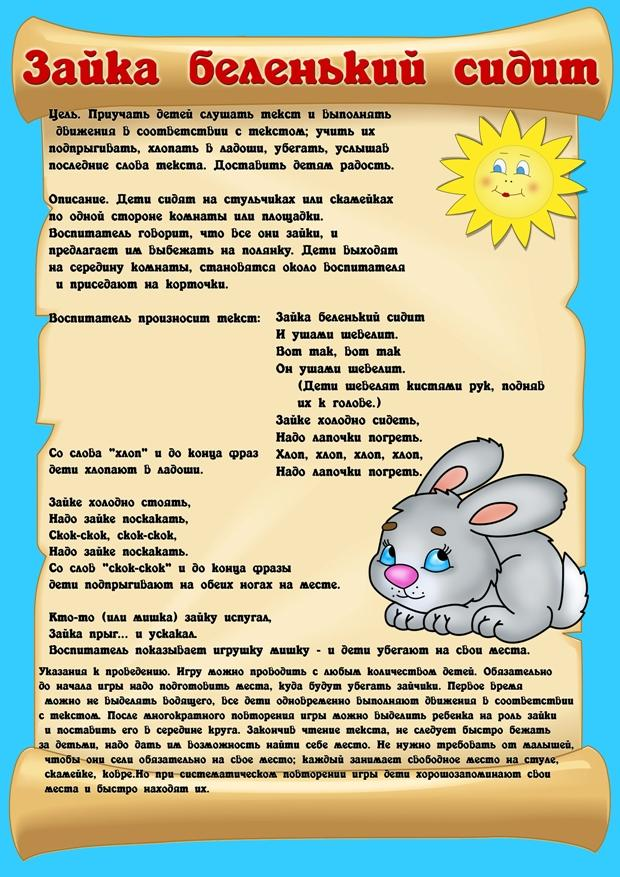 Зайка беленький сидит
Цель. Приучать детей слушать текст и выполнять
движения в соответствии с текстом; учить их
подпрыгивать, хлопать в ладоши, убегать, услышав
последние слова текста. Доставить детям радость.
Описание. Дети сидят на стульчиках или скамейках
по одной стороне комнаты или площадки.
Воспитатель говорит, что все они зайки, и
предлагает им выбежать на полянку. Дети выходят
на середину комнаты, становятся около воспитателя
и приседают на корточки.
Воспитатель произносит текст:
Зайка беленький сидит
И ушами шевелит.
Вот так, вот так
Он ушами шевелит.
(Дети шевелят кистями рук, подняв
их к голове.)
Зайке холодно сидеть,
Надо лапочки погреть.
Хлоп, хлоп, хлоп, хлоп,
Надо лапочки погреть.
Со слова "хлоп" и до конца фраз
дети хлопают в ладоши.
Зайке холодно стоять,
Надо зайке поскакать,
Скок-скок, скок-скок,
Надо зайке поскакать.
Со слов "скок-скок" и до конца фразы
дети подпрыгивают на обеих ногах на месте.
Кто-то (или мишка) зайку испугал,
Зайка прыг... и ускакал.
Воспитатель показывает игрушку мишку - и дети убегают на свои места.
Указания к проведению. Игру можно проводить с любым количеством детей. Обязательно
до начала игры надо подготовить места, куда будут убегать зайчики. Первое время
можно не выделять водящего, все дети одновременно выполняют движения в соответствии
с текстом. После многократного повторения игры можно выделить ребенка на роль зайки
и поставить его в середине круга. Закончив чтение текста, не следует быстро бежать
за детьми, надо дать им возможность найти себе место. Не нужно требовать от малышей,
чтобы они сели обязательно на свое место; каждый занимает свободное место на стуле,
скамейке, ковре.Но при систематическом повторении игры дети хорошозапоминают свои
места и быстро находят их.